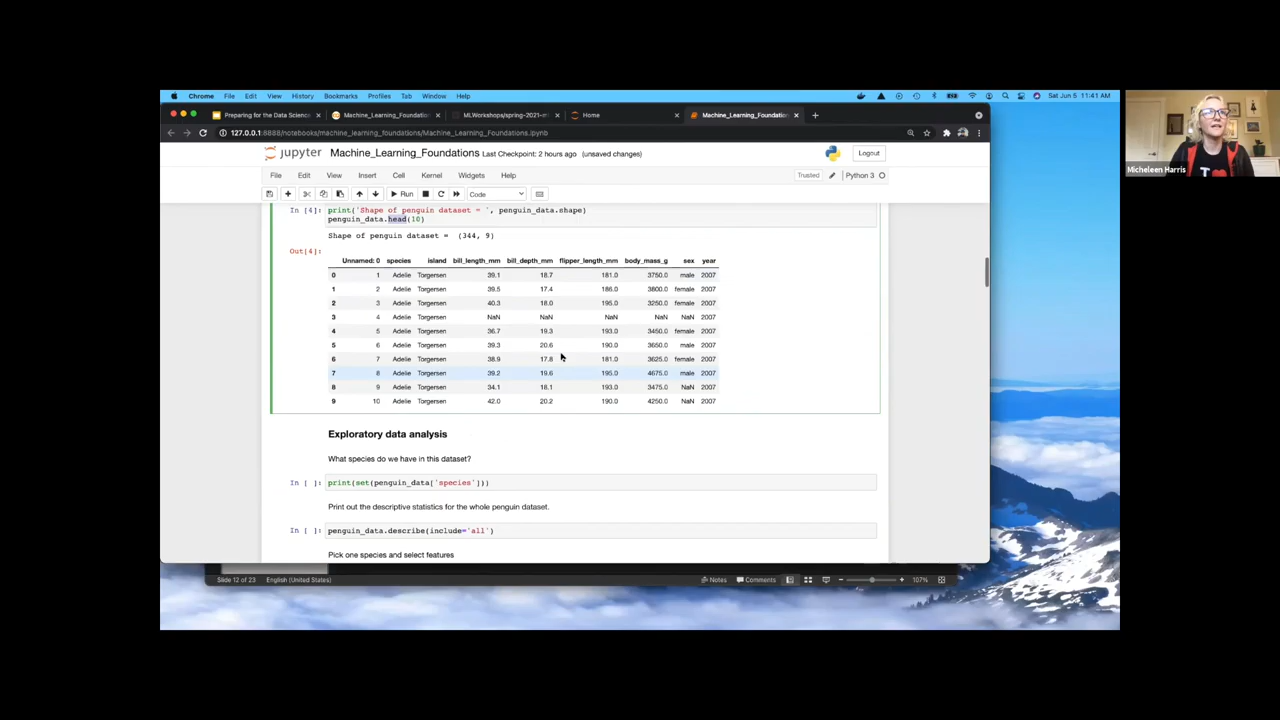 Chrome File Edit View History Bookmarks Profiles Tab Window Help Sat Jun 5 11:41 AM
Preparing for the Data Science Machine_Learning_Foundations MLWorkshops/spring-2021-m Home Machine_Learning_Foundations
127.0.0.1:8888/notebooks/machine_learning_foundations/Machine_Learning_Foundations.ipynb
jupyter Machine_Learning_Foundations Last Checkpoint: 2 hours ago (unsaved changes) Logout
Micheleen Harris
File Edit View Insert Cell Kernel Widgets Help Trusted Python 3
Run Code
In [4]: print('Shape of penguin dataset = ', penguin_data.shape)
penguin_data.head(10)
Shape of penguin dataset = (344, 9)
Out[4]:
Unnamed: 0 species island bill_length_mm bill_depth_mm flipper_length_mm body_mass_g sex year
0 1 Adelie Torgersen 39.1 18.7 181.0 3750.0 male 2007
1 2 Adelie Torgersen 39.5 17.4 186.0 3800.0 female 2007
2 3 Adelie Torgersen 40.3 18.0 195.0 3250.0 female 2007
3 4 Adelie Torgersen NaN NaN NaN NaN NaN 2007
4 5 Adelie Torgersen 36.7 19.3 193.0 3450.0 female 2007
5 6 Adelie Torgersen 39.3 20.6 190.0 3650.0 male 2007
6 7 Adelie Torgersen 38.9 17.8 181.0 3625.0 female 2007
7 8 Adelie Torgersen 39.2 19.6 195.0 4675.0 male 2007
8 9 Adelie Torgersen 34.1 18.1 193.0 3475.0 NaN 2007
9 10 Adelie Torgersen 42.0 20.2 190.0 4250.0 NaN 2007
Exploratory data analysis
What species do we have in this dataset?
In [ ]: print(set(penguin_data['species']))
Print out the descriptive statistics for the whole penguin dataset.
In [ ]: penguin_data.describe(include='all')
Pick one species and select features
Slide 12 of 23 English (United States) Notes Comments 107%